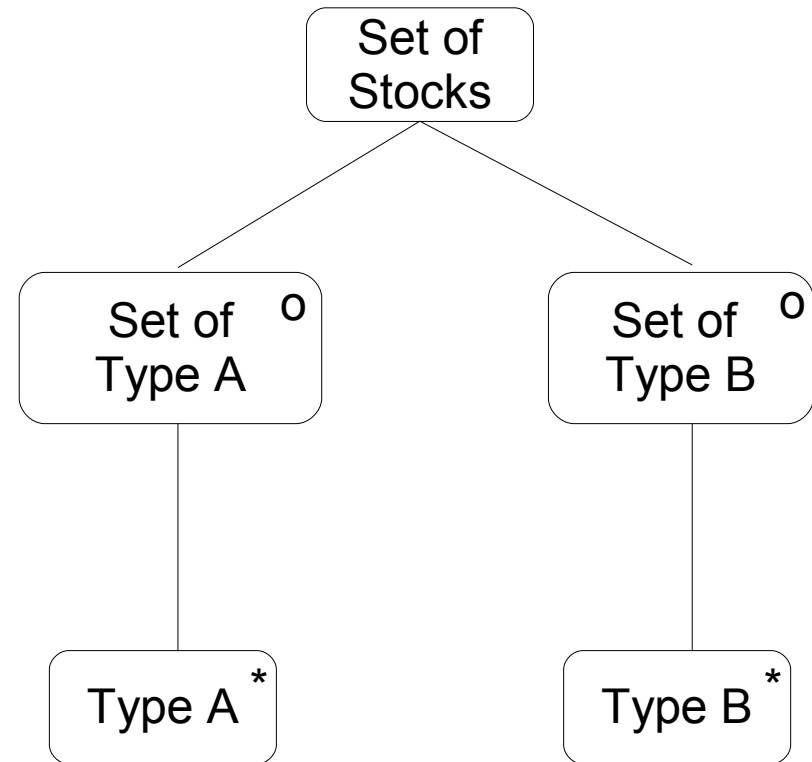 Set of
Stocks
Set of o
Type A
Set of o
Type B
Type A *
Type B *